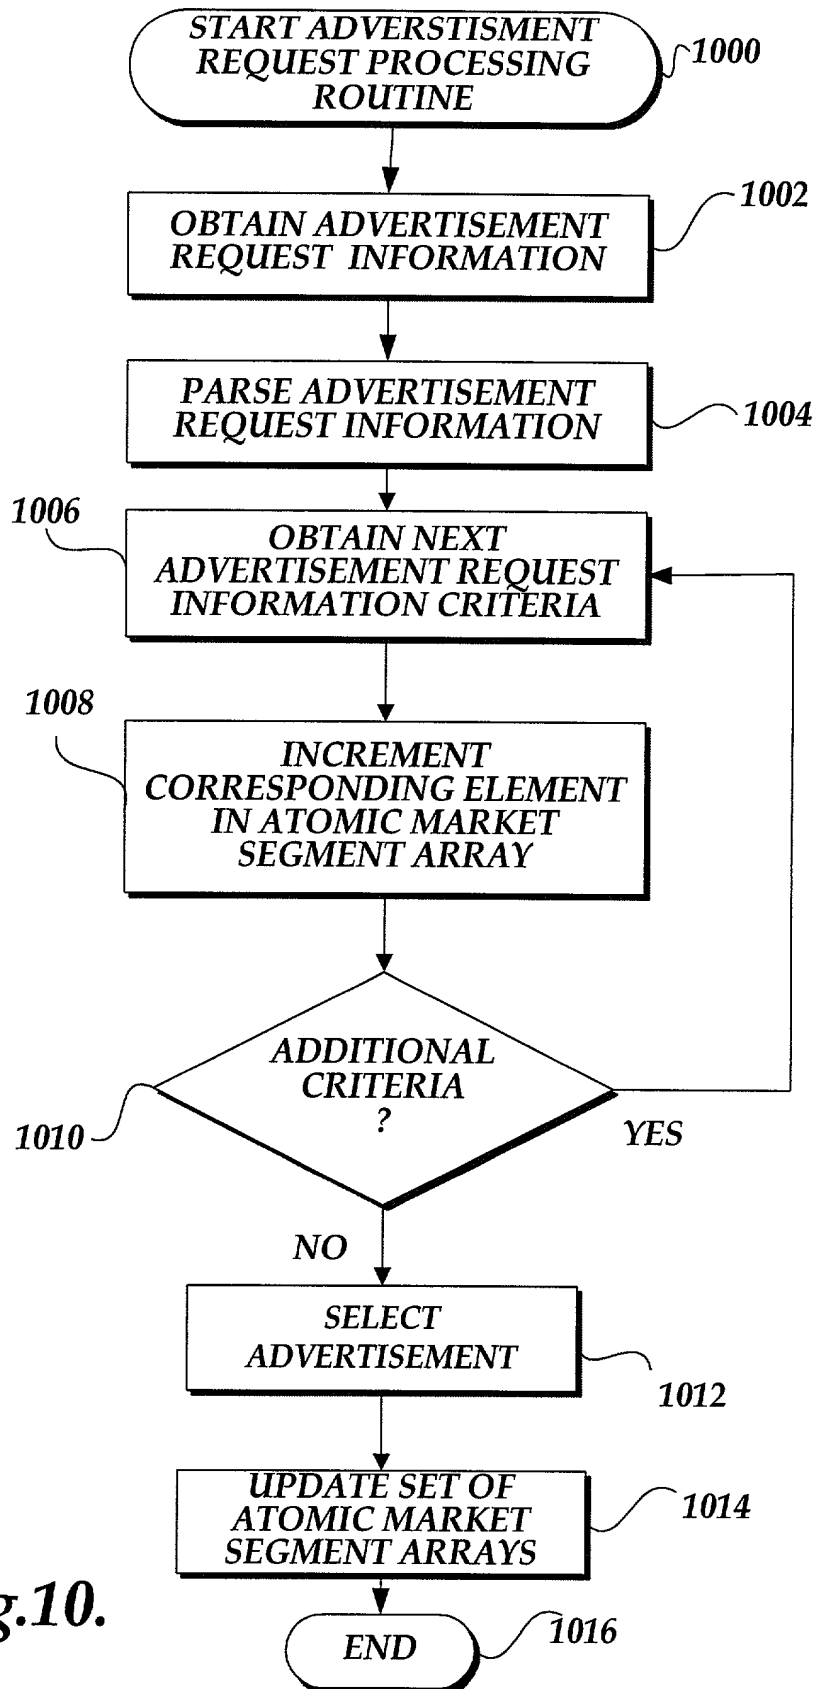 START ADVERSTISMENT
REQUEST PROCESSING
ROUTINE
1000
OBTAIN ADVERTISEMENT
REQUEST INFORMATION
1002
PARSE ADVERTISEMENT
REQUEST INFORMATION
1004
1006
OBTAIN NEXT
ADVERTISEMENT REQUEST
INFORMATION CRITERIA
1008
INCREMENT
CORRESPONDING ELEMENT
IN ATOMIC MARKET
SEGMENT ARRAY
ADDITIONAL
CRITERIA
?
1010
YES
NO
SELECT
ADVERTISEMENT
1012
UPDATE SET OF
ATOMIC MARKET
SEGMENT ARRAYS
1014
g.10.
END
1016